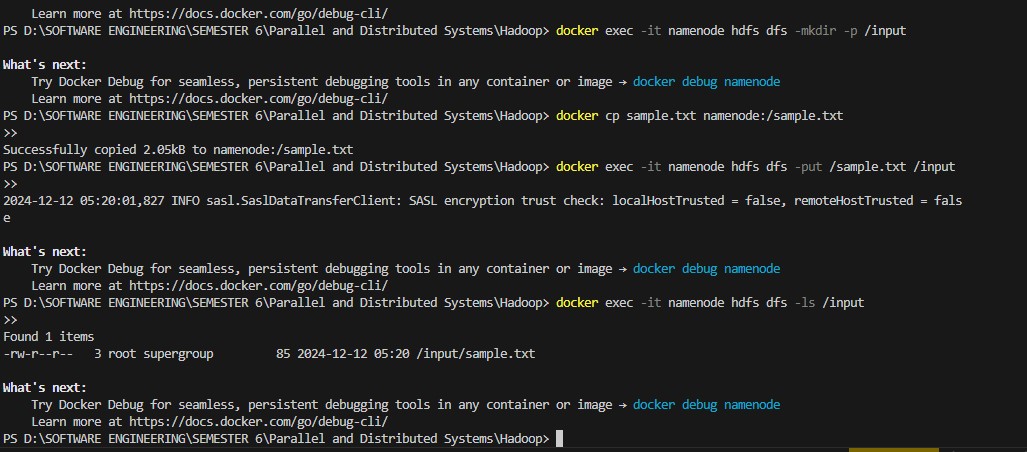 Learn more at https://docs.docker.com/go/debug-cli/
PS D:\SOFTWARE ENGINEERING\SEMESTER 6\Parallel and Distributed Systems\Hadoop> docker exec -it namenode hdfs dfs -mkdir -p /input
What's next:
Try Docker Debug for seamless, persistent debugging tools in any container or image → docker debug namenode
Learn more at https://docs.docker.com/go/debug-cli/
PS D:\SOFTWARE ENGINEERING\SEMESTER 6\Parallel and Distributed Systems\Hadoop> docker cp sample.txt namenode:/sample.txt
>>
Successfully copied 2.05kB to namenode:/sample.txt
PS D:\SOFTWARE ENGINEERING\SEMESTER 6\Parallel and Distributed Systems\Hadoop> docker exec -it namenode hdfs dfs -put /sample.txt /input
>>
2024-12-12 05:20:01,827 INFO sasl.SaslDataTransferClient: SASL encryption trust check: localHostTrusted = false, remoteHostTrusted = fals
e
What's next:
Try Docker Debug for seamless, persistent debugging tools in any container or image → docker debug namenode
Learn more at https://docs.docker.com/go/debug-cli/
PS D:\SOFTWARE ENGINEERING\SEMESTER 6\Parallel and Distributed Systems\Hadoop> docker exec -it namenode hdfs dfs -ls /input
>>
Found 1 items
-rw-r--r--   3 root supergroup         85 2024-12-12 05:20 /input/sample.txt
What's next:
Try Docker Debug for seamless, persistent debugging tools in any container or image → docker debug namenode
Learn more at https://docs.docker.com/go/debug-cli/
PS D:\SOFTWARE ENGINEERING\SEMESTER 6\Parallel and Distributed Systems\Hadoop>